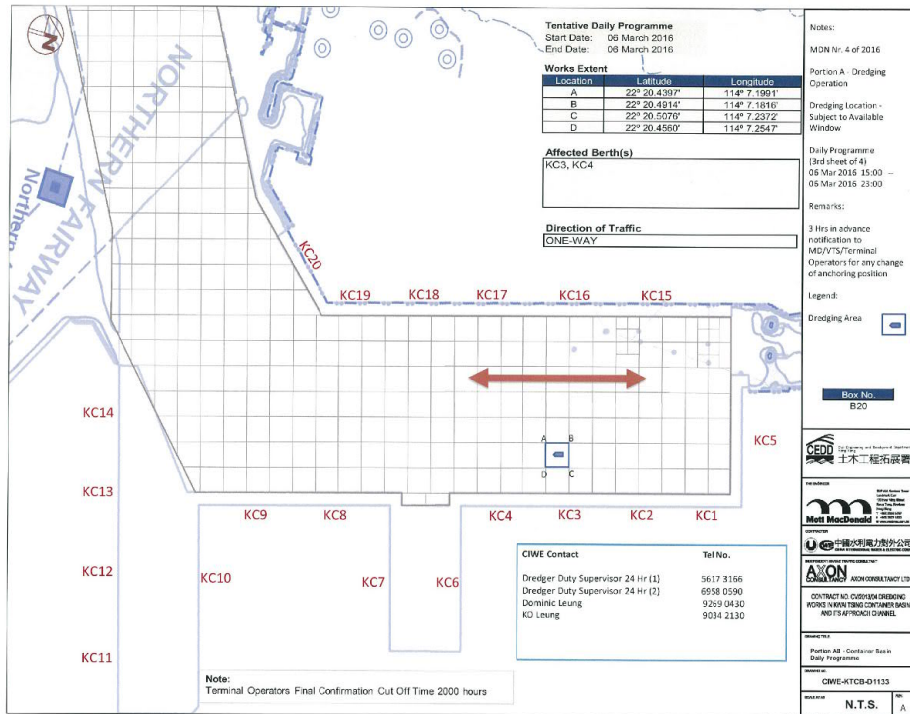 N
NORTHERN FAIRWAY
Northern
Tentative Daily Programme
Start Date: 06 March 2016
End Date: 06 March 2016
Works Extent
Location Latitude Longitude
A 22° 20.4397' 114° 7.1991'
B 22° 20.4914' 114° 7.1816'
C 22° 20.5076' 114° 7.2372'
D 22° 20.4560' 114° 7.2547'
Affected Berth(s)
KC3, KC4
Direction of Traffic
ONE-WAY
KC20
KC19 KC18 KC17 KC16 KC15
KC14
KC13
KC12
KC11
KC10
KC9 KC8
KC7 KC6
KC4 KC3 KC2 KC1
KC5
A B
D C
CIWE Contact Tel No.
Dredger Duty Supervisor 24 Hr (1) 5617 3166
Dredger Duty Supervisor 24 Hr (2) 6958 0590
Dominic Leung 9269 0430
KD Leung 9034 2130
Note:
Terminal Operators Final Confirmation Cut Off Time 2000 hours
Notes:
MDN Nr. 4 of 2016
Portion A - Dredging
Operation
Dredging Location -
Subject to Available
Window
Daily Programme
(3rd sheet of 4)
06 Mar 2016 15:00 –
06 Mar 2016 23:00
Remarks:
3 Hrs in advance
notification to
MD/VTS/Terminal
Operators for any change
of anchoring position
Legend:
Dredging Area
Box No.
B20
CEDD
土木工程拓展署
THE ENGINEER
Mott MacDonald
CONTRACTOR
中國水利電力對外公司
AXON
CONSULTANCY AXON CONSULTANCY LTD
CONTRACT NO. CV/2013/04 DREDGING
WORKS IN KWAI TSING CONTAINER BASIN
AND ITS APPROACH CHANNEL
DRAWING TITLE
Portion AB - Container Basin
Daily Programme
DRAWING NO.
CIWE-KTCB-D1133
N.T.S.
A